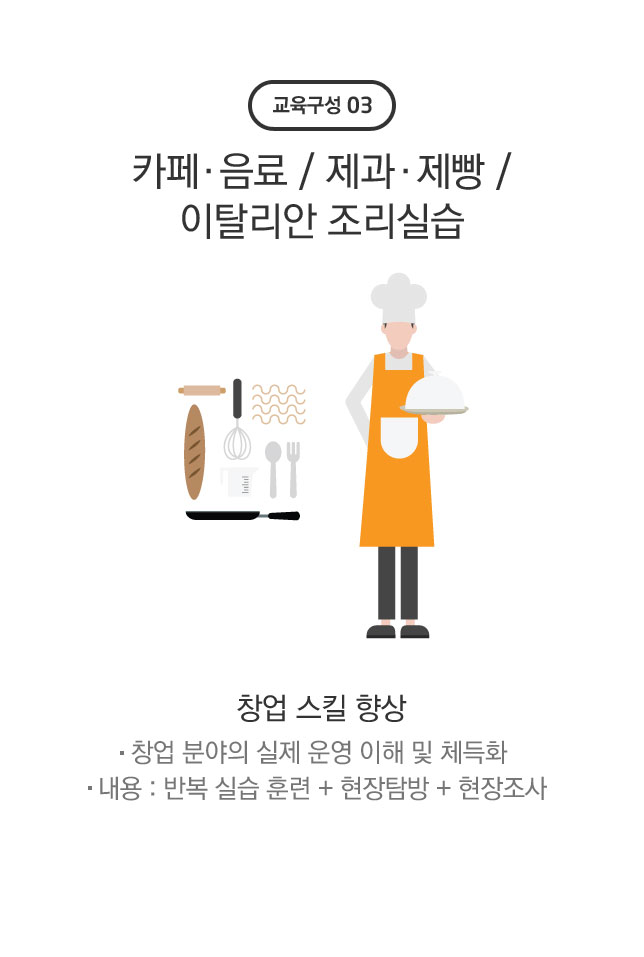 교육구성 03
카페·음료 / 제과·제빵 /
이탈리안 조리실습
창업 스킬 향상
· 창업 분야의 실제 운영 이해 및 체득화
· 내용 : 반복 실습 훈련 + 현장탐방 + 현장조사